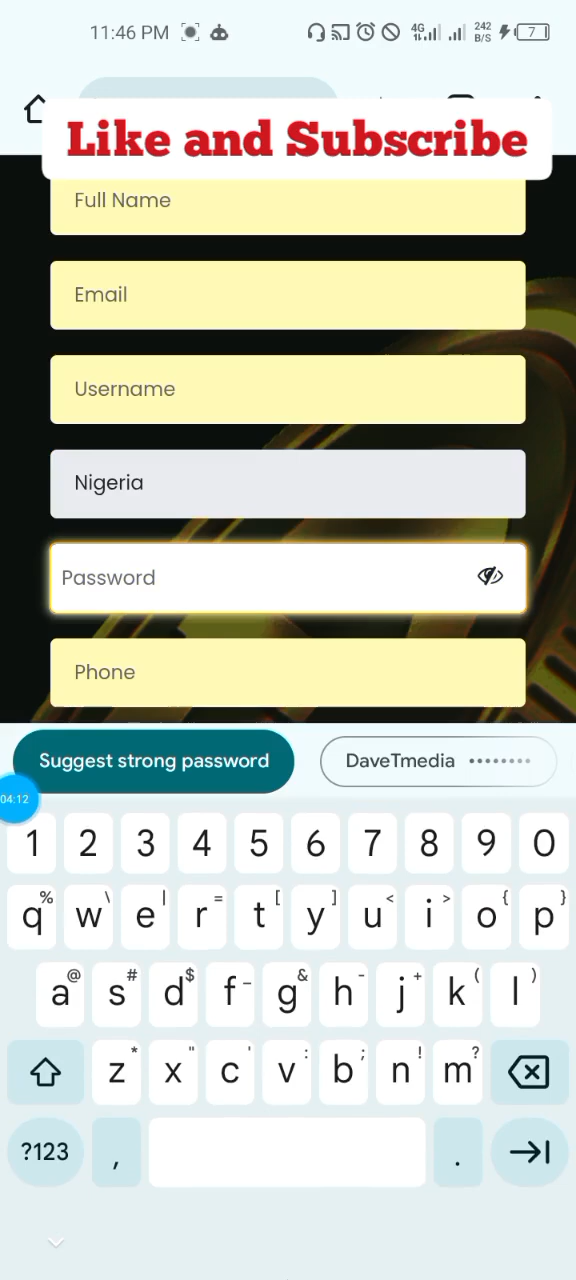 11:46 PM 4G 242 B/S 7
Like and Subscribe
Full Name
Email
Username
Nigeria
Password
Phone
Suggest strong password DaveTmedia ••••••••
04:12
1 2 3 4 5 6 7 8 9 0
% \ | = [ ] < > { }
q w e r t y u i o p
@ # $ _ & - + ( )
a s d f g h j k l
* " ' : ; ! ?
z x c v b n m
?123 , .